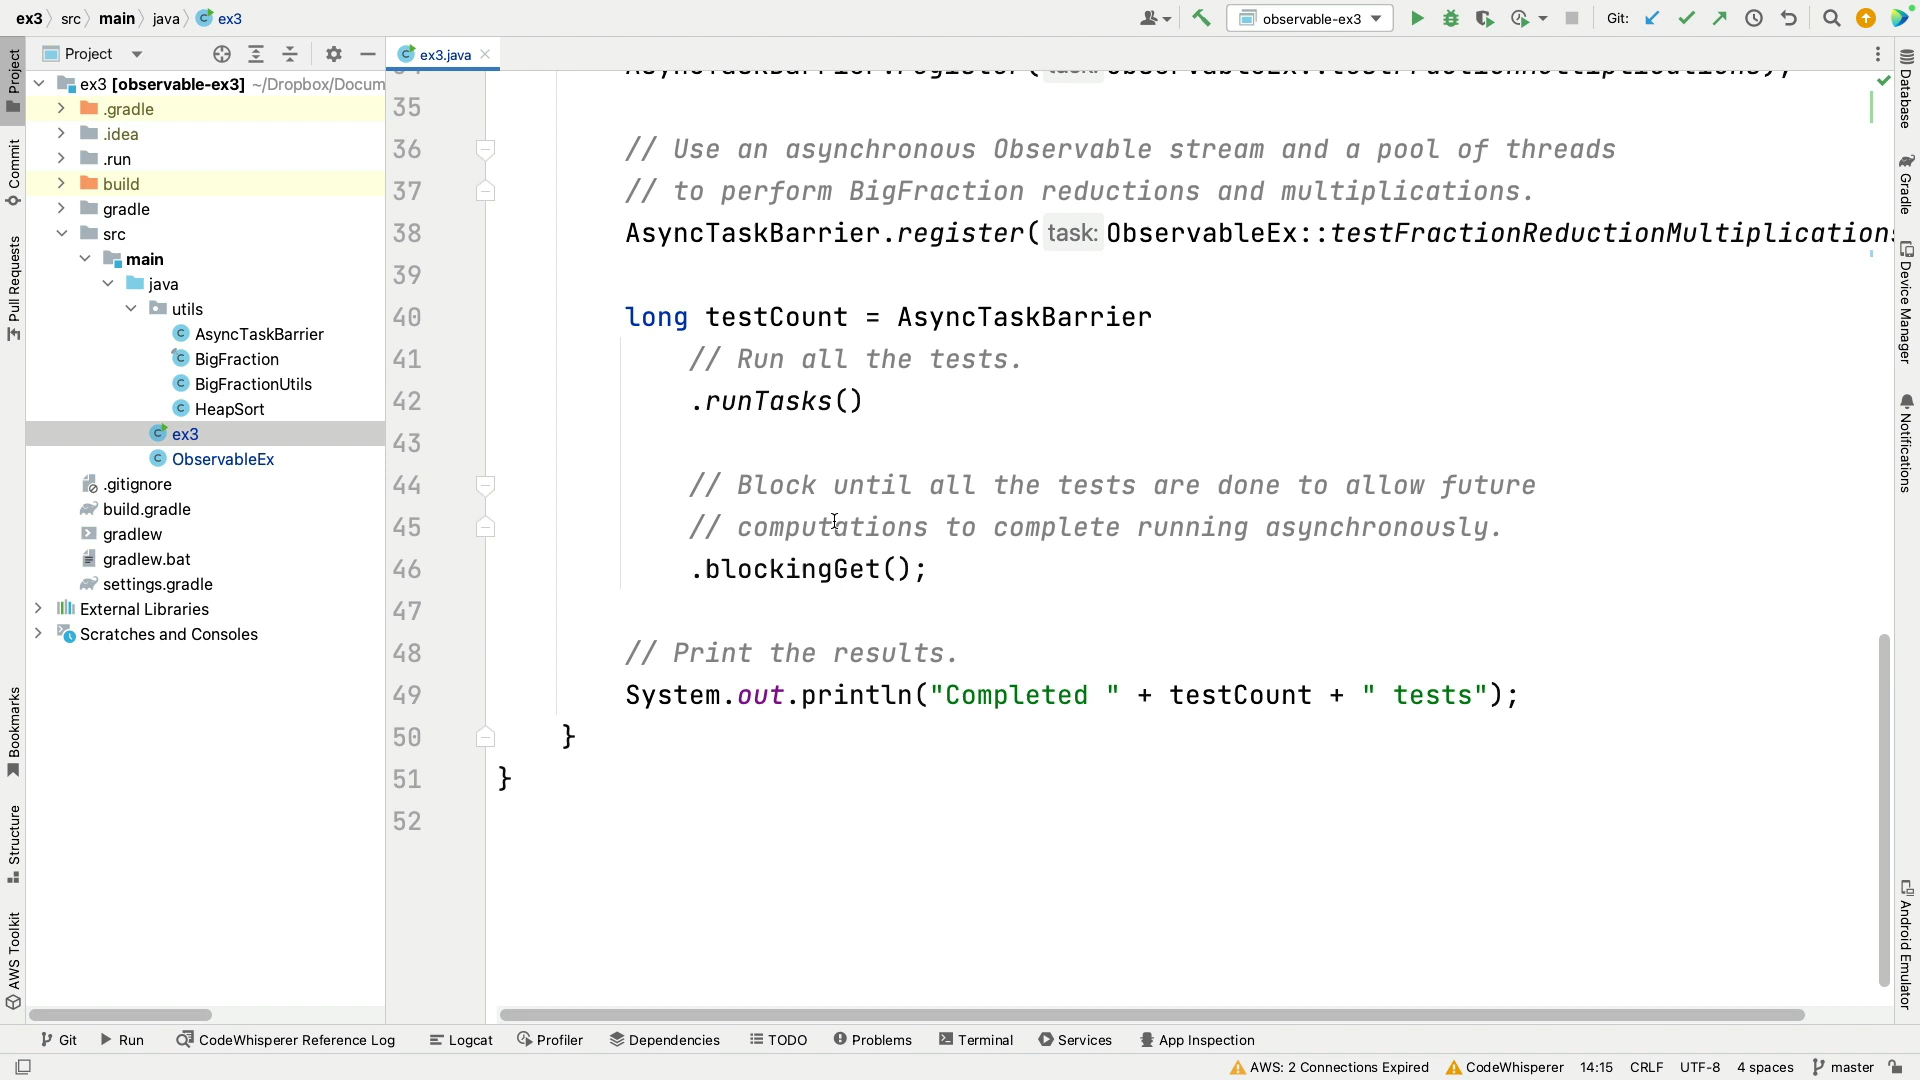 ex3 src main java ex3
observable-ex3
Git:
Project
ex3.java
ex3 [observable-ex3] ~/Dropbox/Docum
.gradle
.idea
.run
build
gradle
src
main
java
utils
AsyncTaskBarrier
BigFraction
BigFractionUtils
HeapSort
ex3
ObservableEx
.gitignore
build.gradle
gradlew
gradlew.bat
settings.gradle
External Libraries
Scratches and Consoles
Project
Commit
Pull Requests
Bookmarks
Structure
AWS Toolkit
35
36 // Use an asynchronous Observable stream and a pool of threads
37 // to perform BigFraction reductions and multiplications.
38 AsyncTaskBarrier.register( task: ObservableEx::testFractionReductionMultiplications
39
40 long testCount = AsyncTaskBarrier
41 // Run all the tests.
42 .runTasks()
43
44 // Block until all the tests are done to allow future
45 // computations to complete running asynchronously.
46 .blockingGet();
47
48 // Print the results.
49 System.out.println("Completed " + testCount + " tests");
50 }
51 }
52
Database
Gradle
Device Manager
Notifications
Android Emulator
Git Run CodeWhisperer Reference Log Logcat Profiler Dependencies TODO Problems Terminal Services App Inspection
AWS: 2 Connections Expired CodeWhisperer 14:15 CRLF UTF-8 4 spaces master